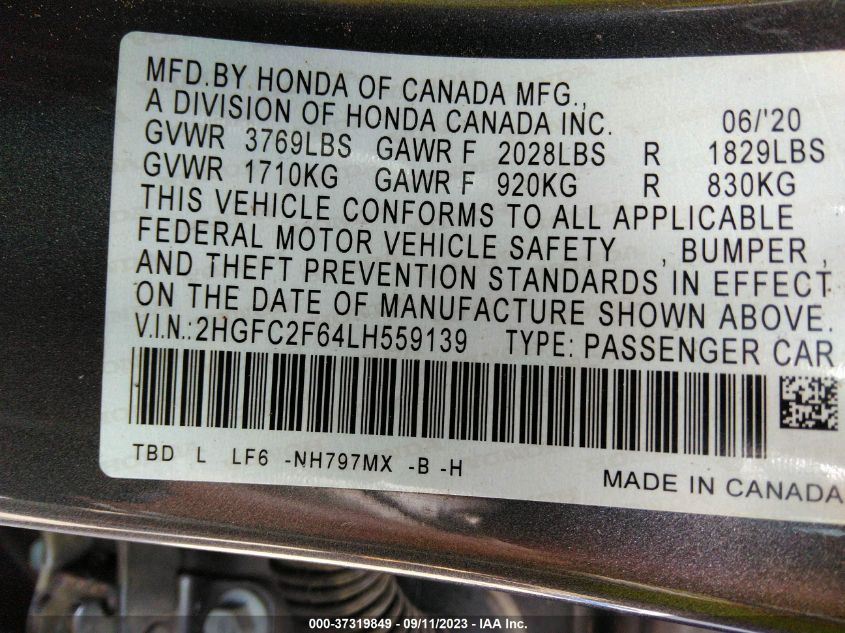 MFD.BY HONDA OF CANADA MFG.,
A DIVISION OF HONDA CANADA INC. 06/'20
GVWR 3769LBS GAWR F 2028LBS R 1829LBS
GVWR 1710KG GAWR F 920KG R 830KG
THIS VEHICLE CONFORMS TO ALL APPLICABLE
FEDERAL MOTOR VEHICLE SAFETY , BUMPER ,
AND THEFT PREVENTION STANDARDS IN EFFECT
ON THE DATE OF MANUFACTURE SHOWN ABOVE.
V.I.N.:2HGFC2F64LH559139 TYPE: PASSENGER CAR
TBD L LF6 -NH797MX -B -H
MADE IN CANADA
000-37319849 - 09/11/2023 - IAA Inc.